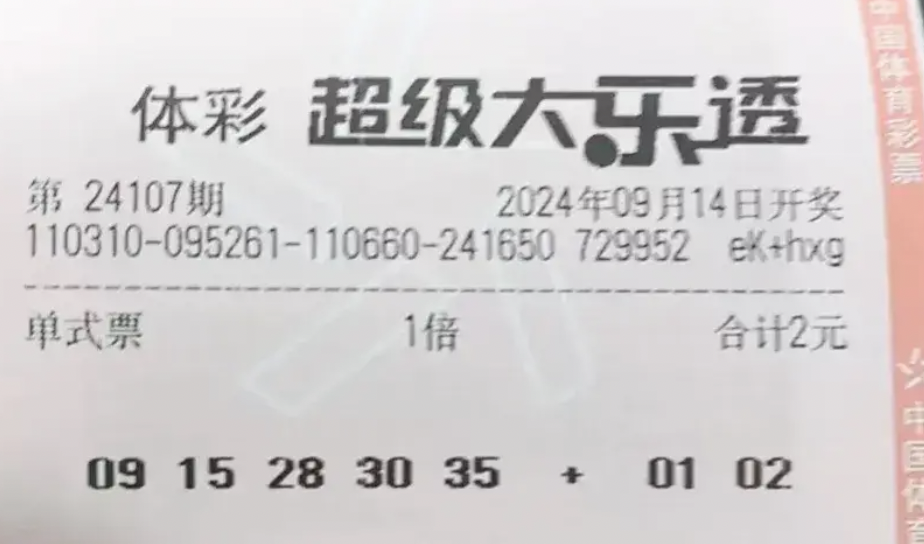 体彩 超级大乐透
第 24107期 2024年09月14日开奖
110310-095261-110660-241650 729952 eK+hxg
单式票 1倍 合计2元
09 15 28 30 35 + 01 02
中国体育彩票
中国体育